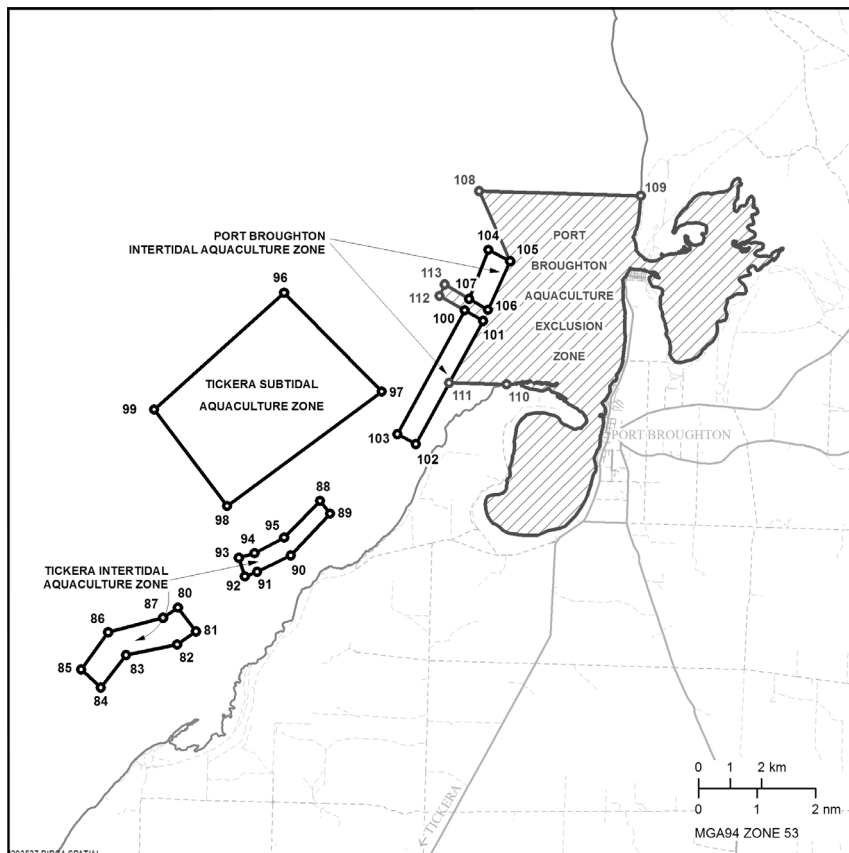 108
109
PORT BROUGHTON
INTERTIDAL AQUACULTURE ZONE
104
105
PORT
BROUGHTON
AQUACULTURE
EXCLUSION
ZONE
113
107
112
106
100
101
96
97
TICKERA SUBTIDAL
AQUACULTURE ZONE
99
111
110
103
102
PORT BROUGHTON
98
88
89
95
94
93
90
92
91
TICKERA INTERTIDAL
AQUACULTURE ZONE
80
87
86
81
82
83
85
84
← TICKERA
0 1 2 km
0 1 2 nm
MGA94 ZONE 53